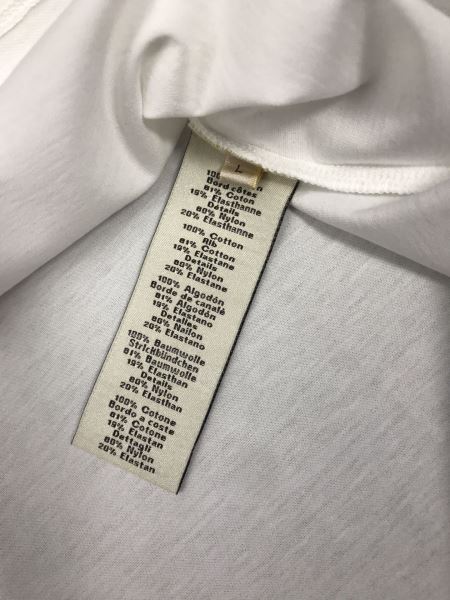 L
100% Coton
Bord côtes
81% Coton
19% Elasthanne
Détails
80% Nylon
20% Elasthanne
100% Cotton
Rib
81% Cotton
19% Elastane
Details
80% Nylon
20% Elastane
100% Algodón
Borde de canalé
81% Algodón
19% Elastano
Detalles
80% Nailon
20% Elastano
100% Baumwolle
Strickbündchen
81% Baumwolle
19% Elasthan
Details
80% Nylon
20% Elasthan
100% Cotone
Bordo a coste
81% Cotone
19% Elastan
Dettagli
80% Nylon
20% Elastan